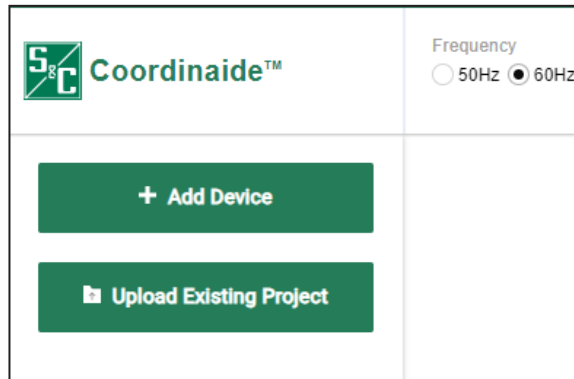 S&C Coordinaide™
Frequency
50Hz 60Hz
+ Add Device
Upload Existing Project